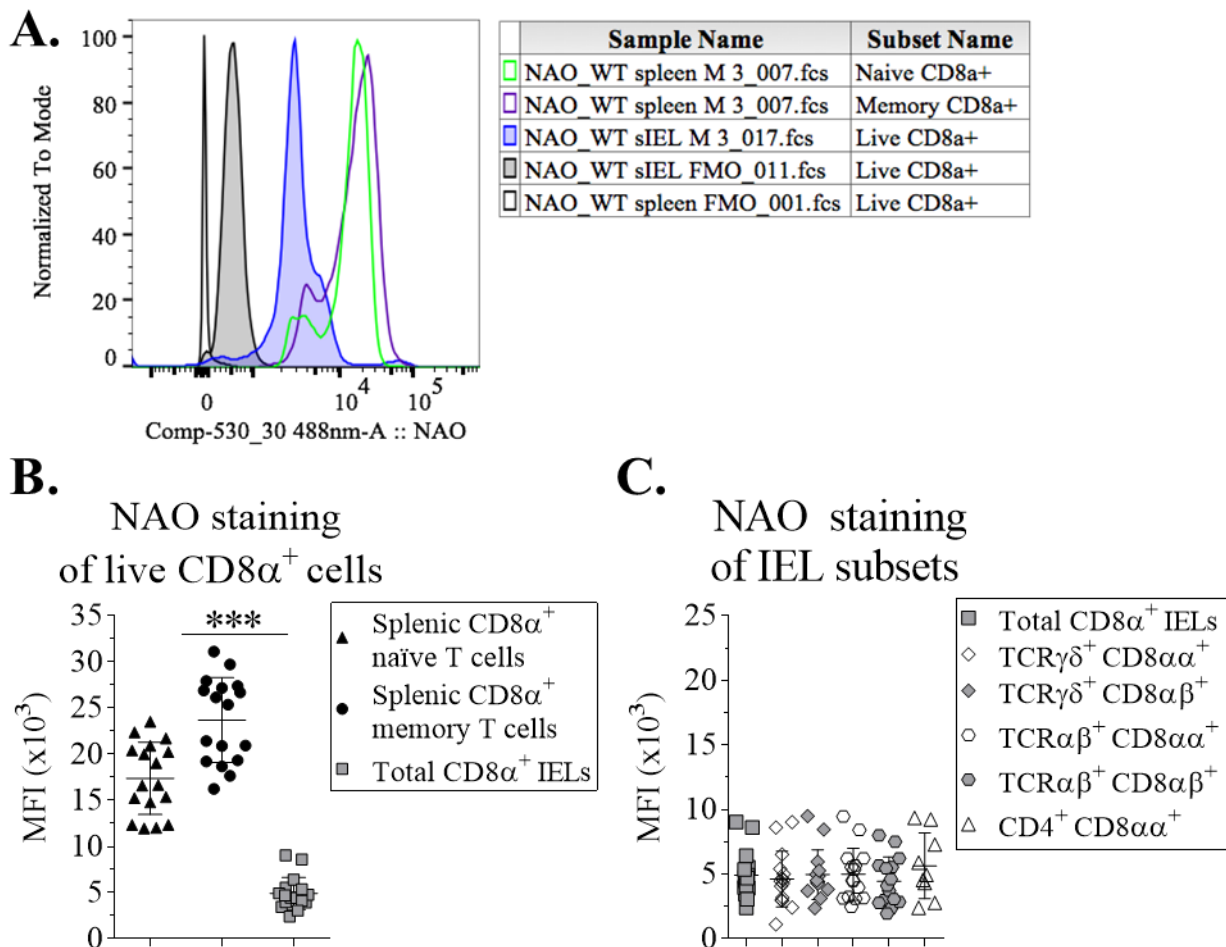 A.
Normalized To Mode
100
80
60
40
20
0
0 10⁴ 10⁵
Comp-530_30 488nm-A :: NAO
Sample Name Subset Name
NAO_WT spleen M 3_007.fcs Naive CD8a+
NAO_WT spleen M 3_007.fcs Memory CD8a+
NAO_WT sIEL M 3_017.fcs Live CD8a+
NAO_WT sIEL FMO_011.fcs Live CD8a+
NAO_WT spleen FMO_001.fcs Live CD8a+
B.
NAO staining
of live CD8α⁺ cells
MFI (x10³)
35
30
25
20
15
10
5
0
***
Splenic CD8α⁺
naïve T cells
Splenic CD8α⁺
memory T cells
Total CD8α⁺ IELs
C.
NAO staining
of IEL subsets
MFI (x10³)
25
20
15
10
5
0
Total CD8α⁺ IELs
TCRγδ⁺ CD8αα⁺
TCRγδ⁺ CD8αβ⁺
TCRαβ⁺ CD8αα⁺
TCRαβ⁺ CD8αβ⁺
CD4⁺ CD8αα⁺